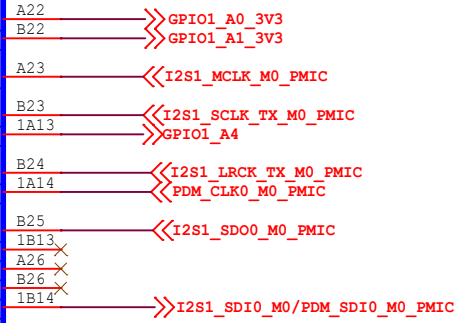 A22 GPIO1_A0_3V3
B22 GPIO1_A1_3V3
A23 I2S1_MCLK_M0_PMIC
B23 I2S1_SCLK_TX_M0_PMIC
1A13 GPIO1_A4
B24 I2S1_LRCK_TX_M0_PMIC
1A14 PDM_CLK0_M0_PMIC
B25 I2S1_SDO0_M0_PMIC
1B13
A26
B26
1B14 I2S1_SDI0_M0/PDM_SDI0_M0_PMIC